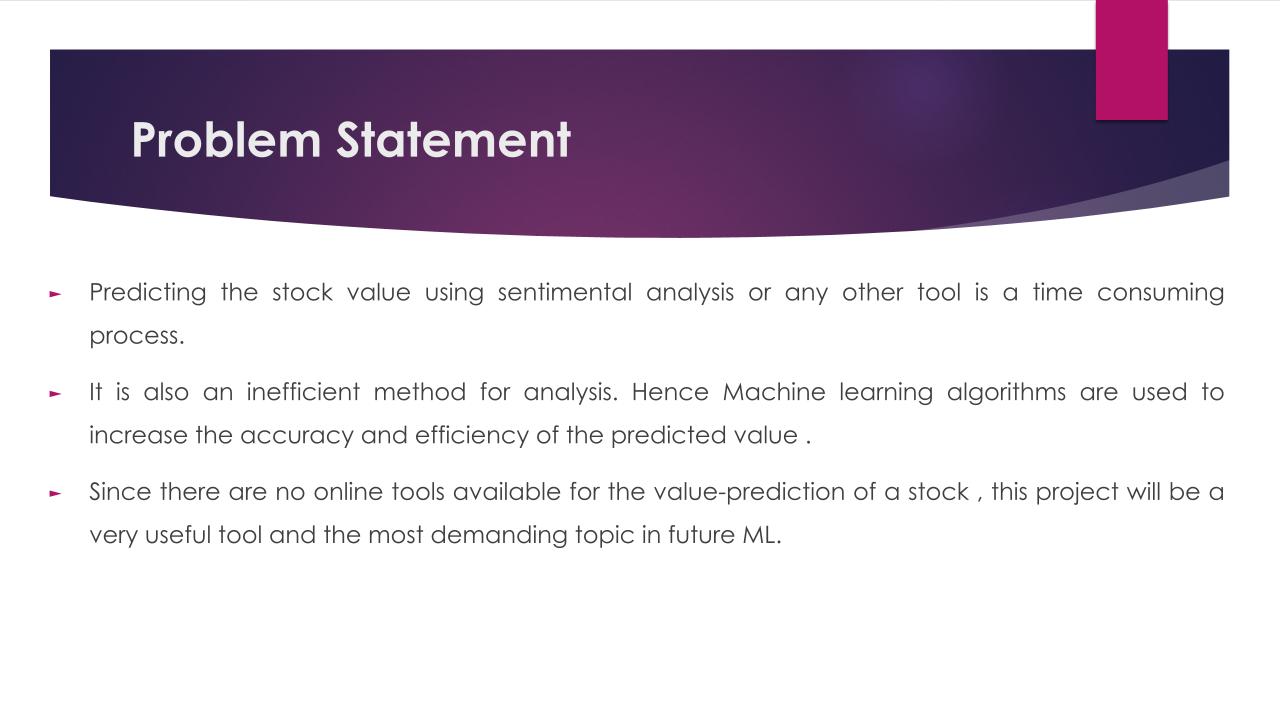 Problem Statement
► Predicting the stock value using sentimental analysis or any other tool is a time consuming
process.
► It is also an inefficient method for analysis. Hence Machine learning algorithms are used to
increase the accuracy and efficiency of the predicted value .
► Since there are no online tools available for the value-prediction of a stock , this project will be a
very useful tool and the most demanding topic in future ML.